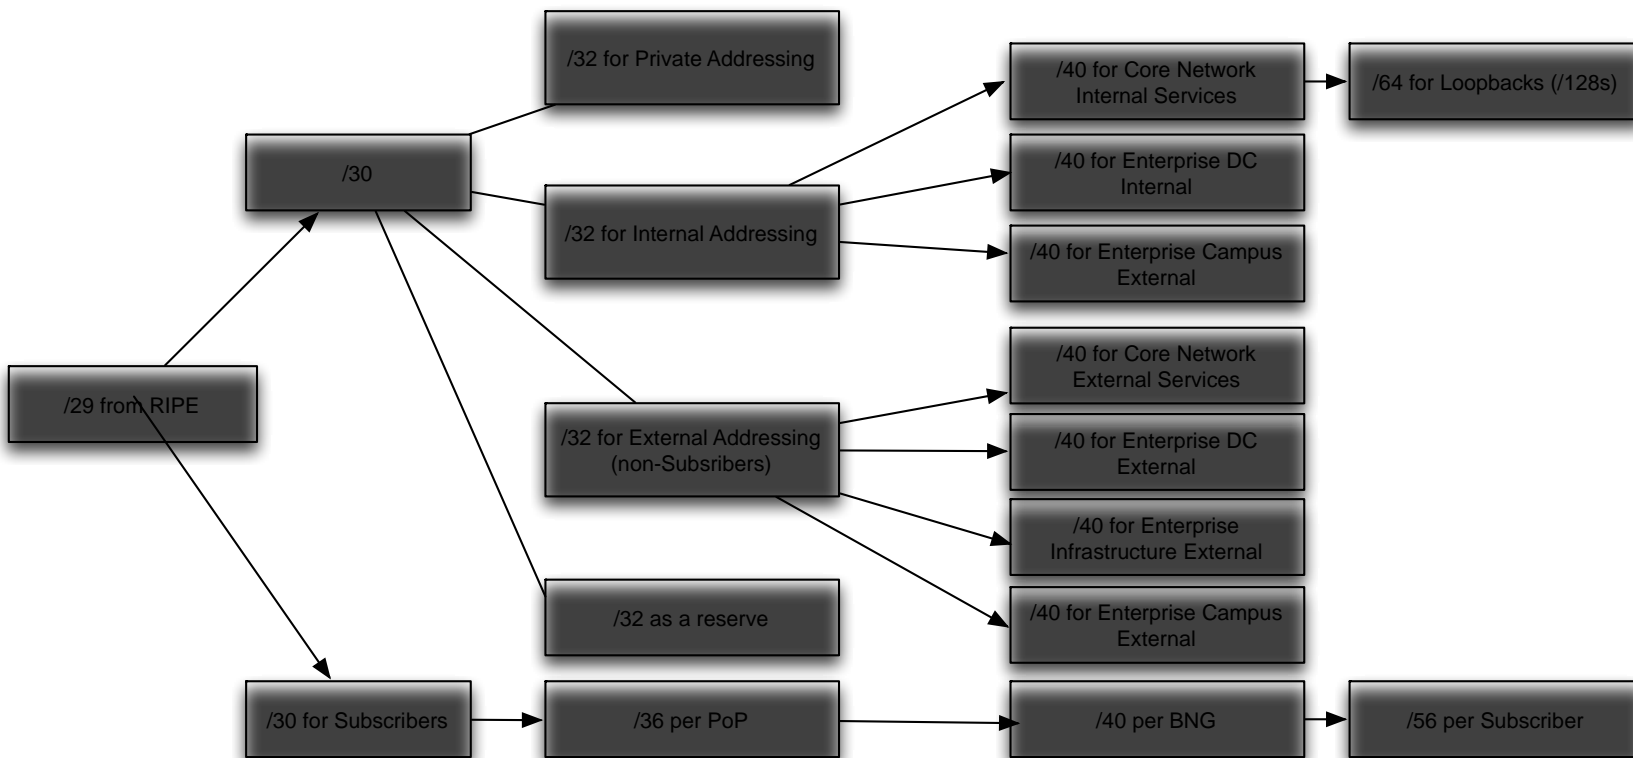 /32 for Private Addressing
/40 for Core Network
Internal Services
/64 for Loopbacks (/128s)
/30
/40 for Enterprise DC
Internal
/32 for Internal Addressing
/40 for Enterprise Campus
External
/40 for Core Network
External Services
/29 from RIPE
/32 for External Addressing
(non-Subsribers)
/40 for Enterprise DC
External
/40 for Enterprise
Infrastructure External
/32 as a reserve
/40 for Enterprise Campus
External
/30 for Subscribers
/36 per PoP
/40 per BNG
/56 per Subscriber